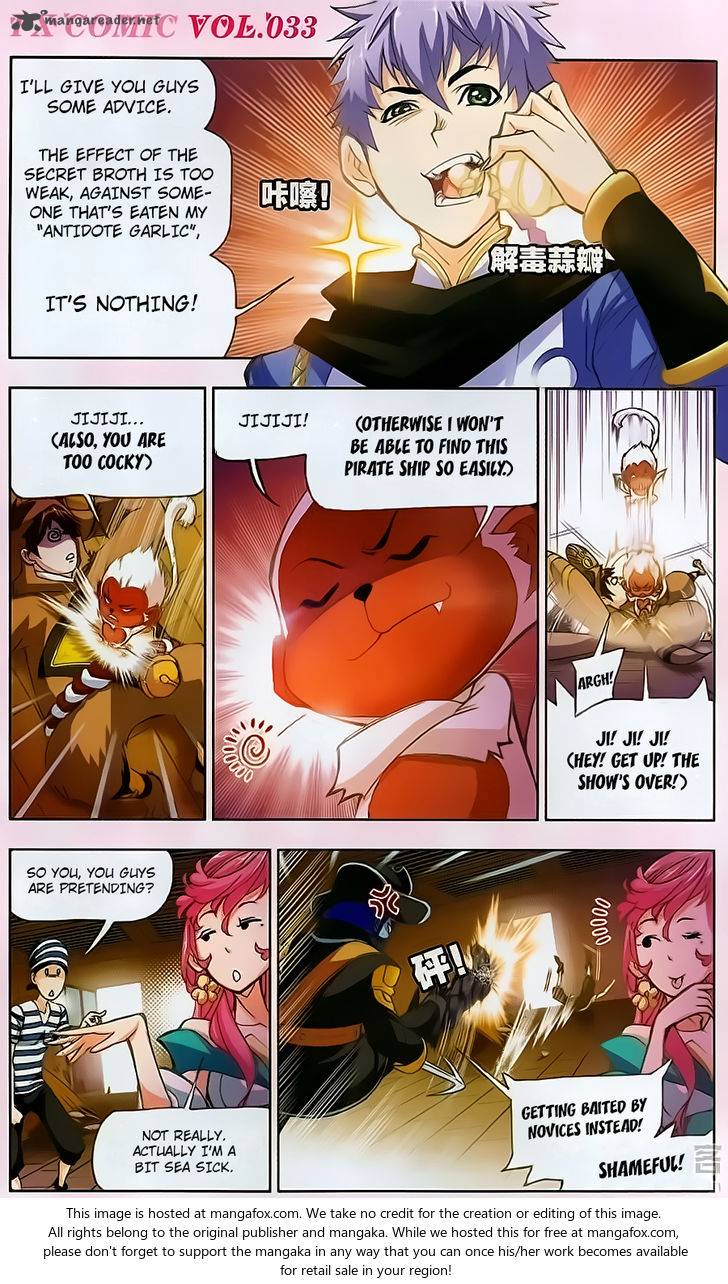 mangareader.net
TX COMIC VOL.033
I'LL GIVE YOU GUYS
SOME ADVICE.
THE EFFECT OF THE
SECRET BROTH IS TOO
WEAK, AGAINST SOME-
ONE THAT'S EATEN MY
"ANTIDOTE GARLIC",
IT'S NOTHING!
咔嚓!
解毒蒜瓣
JIJIJI...
(ALSO, YOU ARE
TOO COCKY)
JIJIJI!
(OTHERWISE I WON'T
BE ABLE TO FIND THIS
PIRATE SHIP SO EASILY.)
ARGH!
JI! JI! JI!
(HEY! GET UP! THE
SHOW'S OVER!)
SO YOU, YOU GUYS
ARE PRETENDING?
NOT REALLY.
ACTUALLY I'M A
BIT SEA SICK.
砰!
GETTING BAITED BY
NOVICES INSTEAD!
SHAMEFUL!
This image is hosted at mangafox.com. We take no credit for the creation or editing of this image.
All rights belong to the original publisher and mangaka. While we hosted this for free at mangafox.com,
please don't forget to support the mangaka in any way that you can once his/her work becomes available
for retail sale in your region!